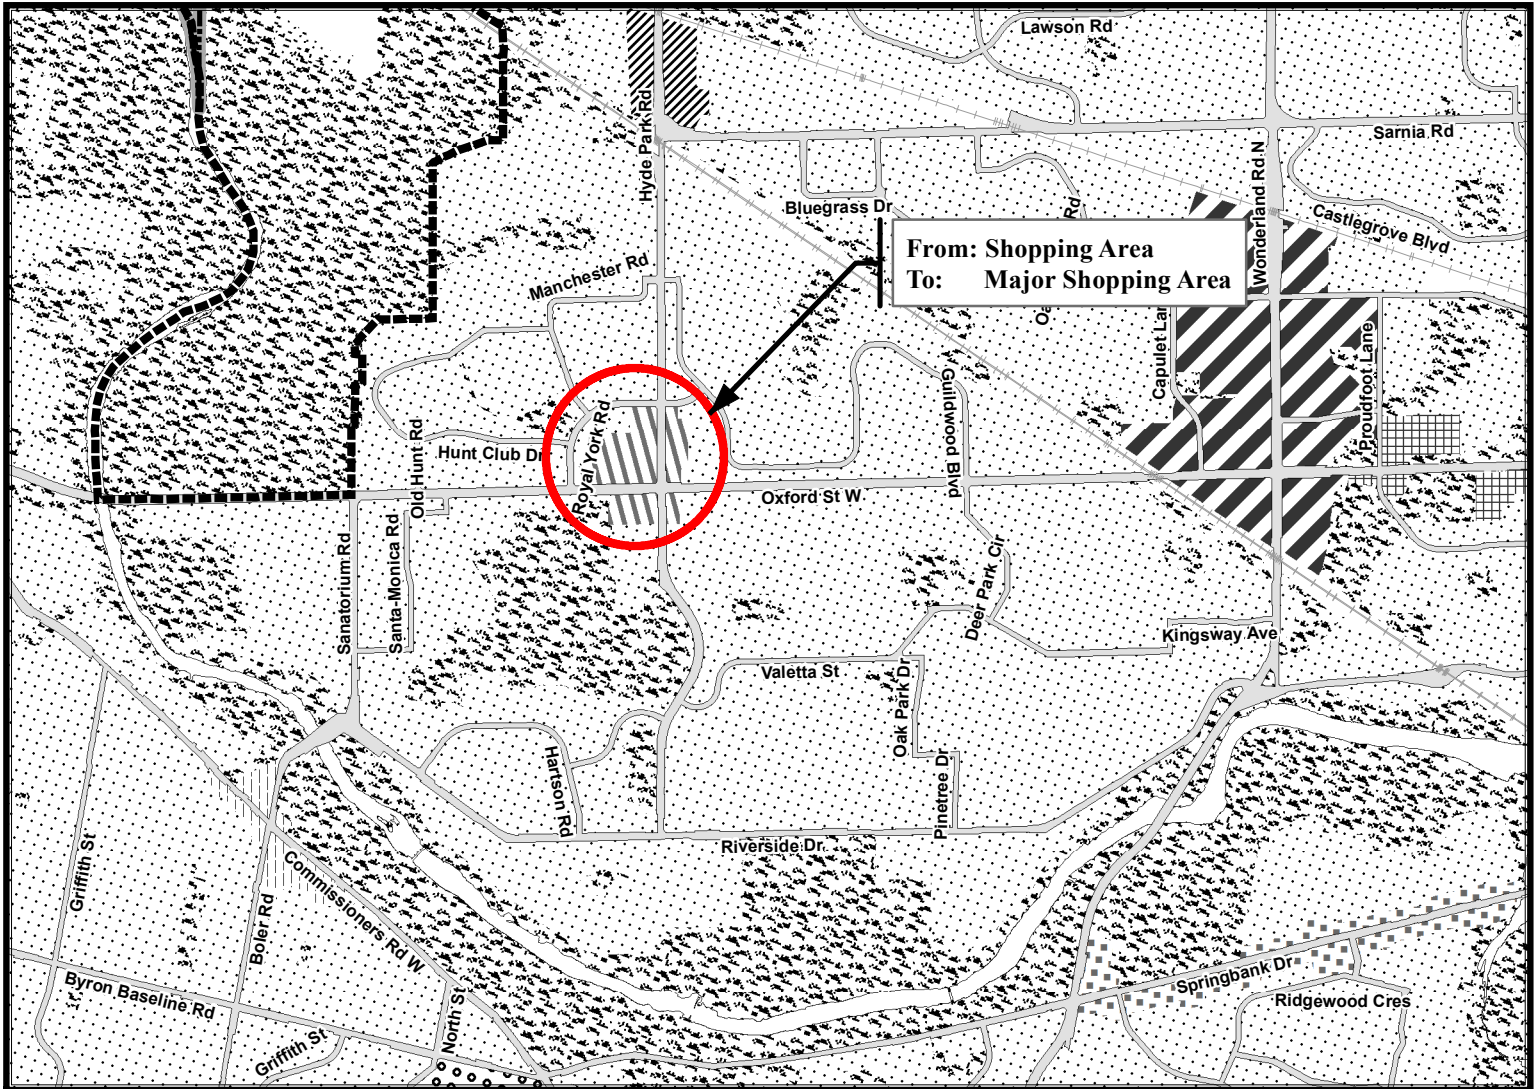 Lawson Rd
Sarnia Rd
Hyde Park Rd
Wonderland Rd N
Bluegrass Dr
Rd
Castlegrove Blvd
From: Shopping Area
To: Major Shopping Area
Manchester Rd
Capulet Lan
Proudfoot Lane
Guildwood Blvd
Royal York Rd
Old Hunt Rd
Hunt Club Dr
Oxford St W
Sanatorium Rd
Santa-Monica Rd
Deer Park Cir
Kingsway Ave
Valetta St
Oak Park Dr
Hartson Rd
Pinetree Dr
Riverside Dr
Griffith St
Boler Rd
Commissioners Rd W
Byron Baseline Rd
North St
Griffith St
Springbank Dr
Ridgewood Cres